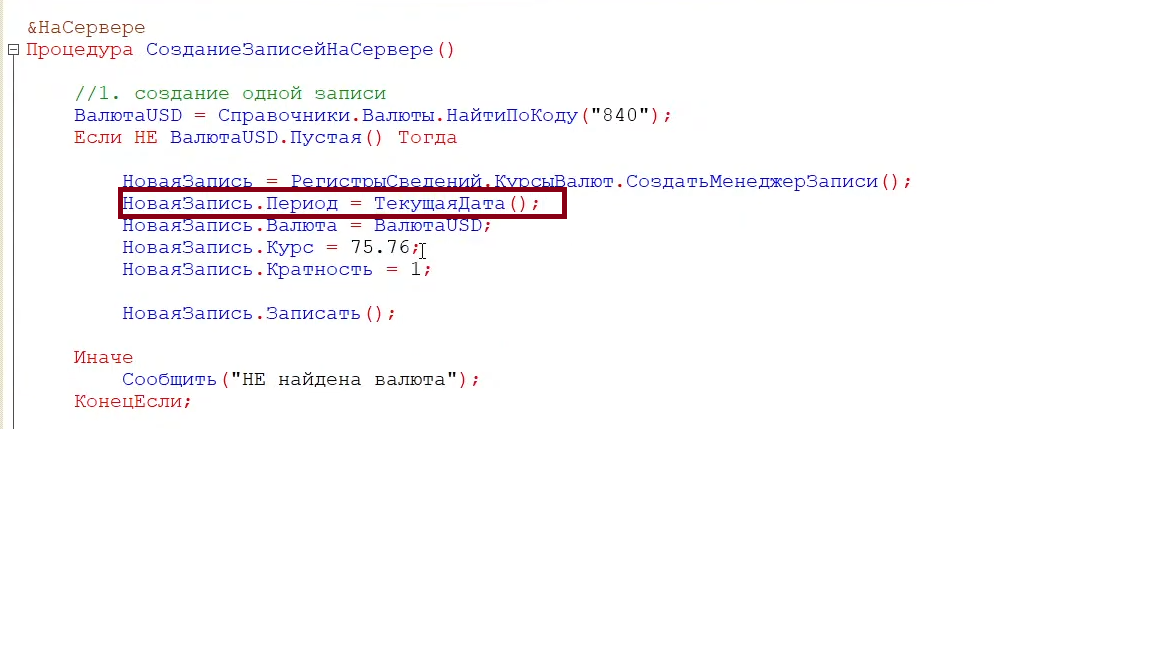 &НаСервере
Процедура СозданиеЗаписейНаСервере()
//1. создание одной записи
ВалютаUSD = Справочники.Валюты.НайтиПоКоду("840");
Если НЕ ВалютаUSD.Пустая() Тогда
НоваяЗапись = РегистрыСведений.КурсыВалют.СоздатьМенеджерЗаписи();
НоваяЗапись.Период = ТекущаяДата();
НоваяЗапись.Валюта = ВалютаUSD;
НоваяЗапись.Курс = 75.76;
НоваяЗапись.Кратность = 1;
НоваяЗапись.Записать();
Иначе
Сообщить("НЕ найдена валюта");
КонецЕсли;